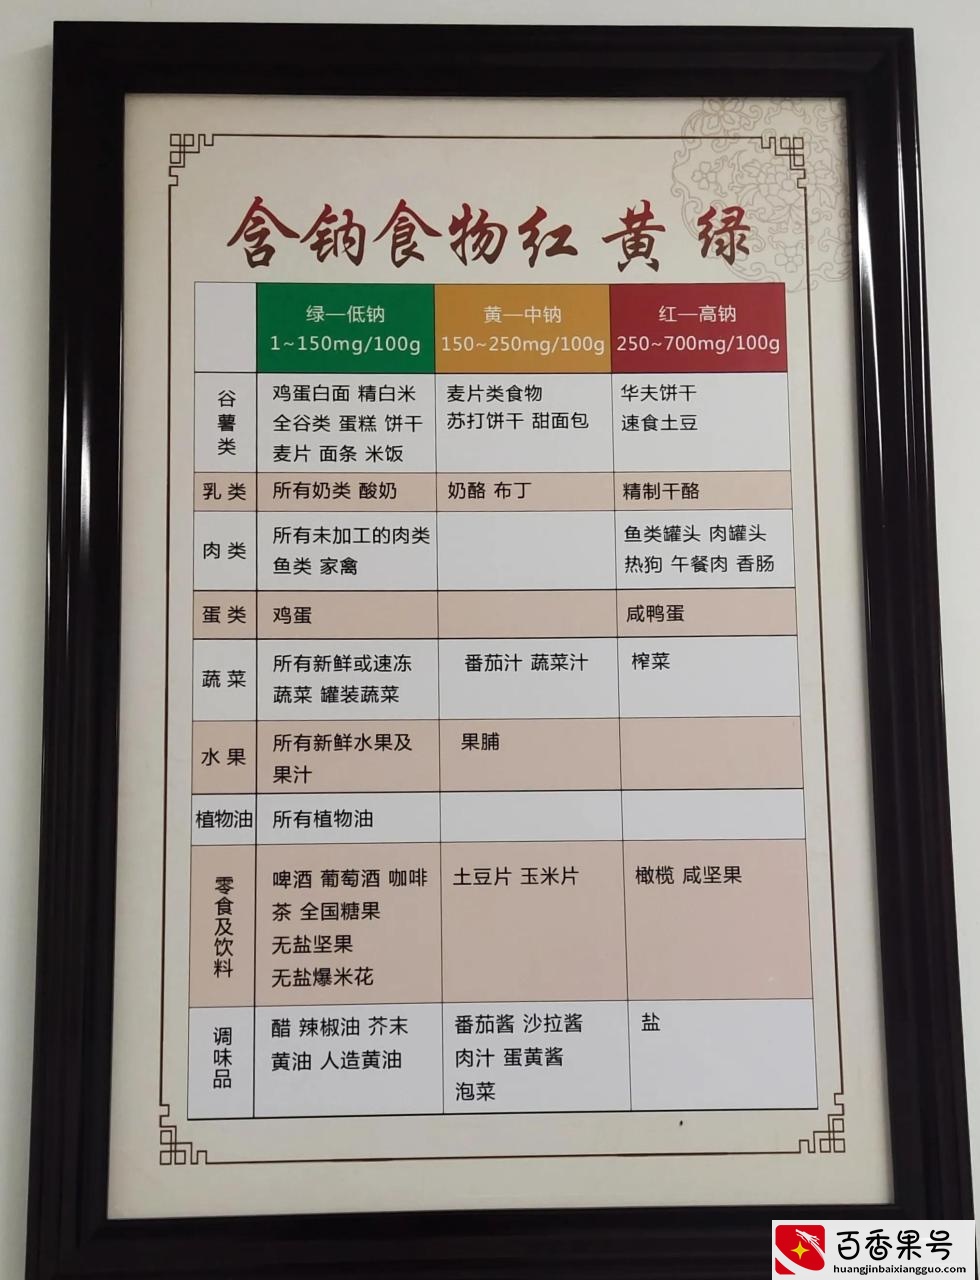 含钠食物红黄绿
绿—低钠
1~150mg/100g
黄—中钠
150~250mg/100g
红—高钠
250~700mg/100g
谷薯类
鸡蛋白面 精白米
全谷类 蛋糕 饼干
麦片 面条 米饭
麦片类食物
苏打饼干 甜面包
华夫饼干
速食土豆
乳类
所有奶类 酸奶
奶酪 布丁
精制干酪
肉类
所有未加工的肉类
鱼类 家禽
鱼类罐头 肉罐头
热狗 午餐肉 香肠
蛋类
鸡蛋
咸鸭蛋
蔬菜
所有新鲜或速冻
蔬菜 罐装蔬菜
番茄汁 蔬菜汁
榨菜
水果
所有新鲜水果及
果汁
果脯
植物油
所有植物油
零食及饮料
啤酒 葡萄酒 咖啡
茶 全国糖果
无盐坚果
无盐爆米花
土豆片 玉米片
橄榄 咸坚果
调味品
醋 辣椒油 芥末
黄油 人造黄油
番茄酱 沙拉酱
肉汁 蛋黄酱
泡菜
盐
百香果号
huangjinbaixiangguo.com